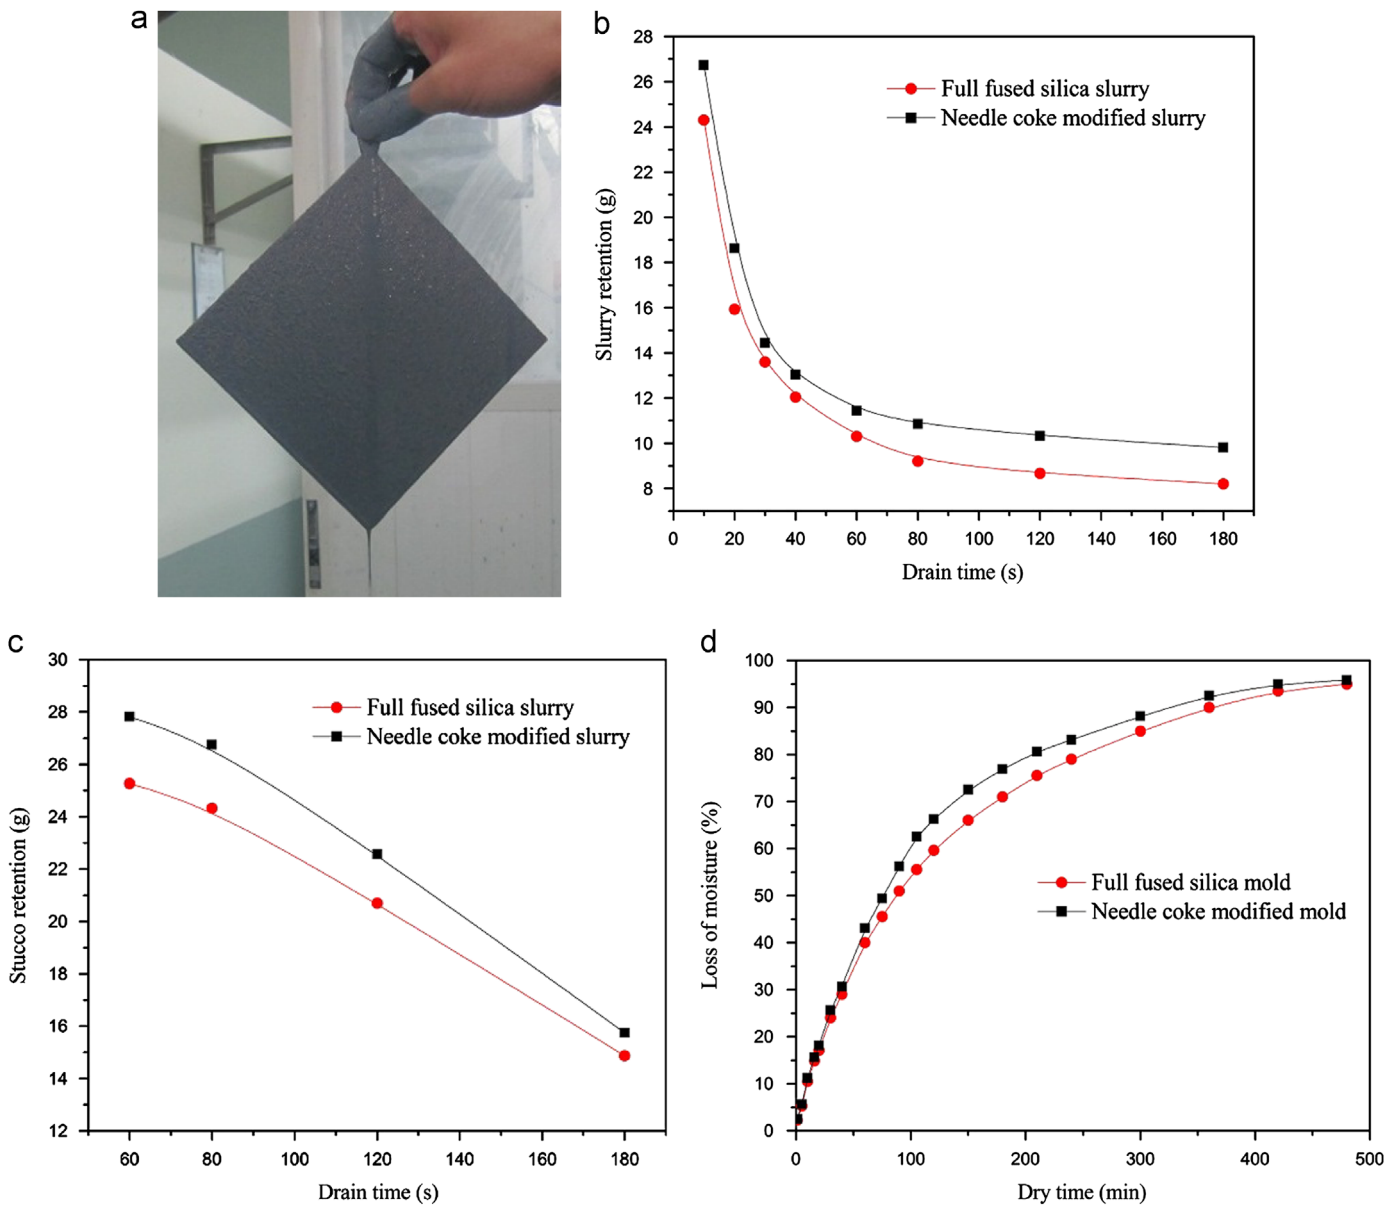 a
b
28
26
24
22
20
18
16
14
12
10
8
Slurry retention (g)
Full fused silica slurry
Needle coke modified slurry
0 20 40 60 80 100 120 140 160 180
Drain time (s)
c
30
28
26
24
22
20
18
16
14
12
Stucco retention (g)
Full fused silica slurry
Needle coke modified slurry
60 80 100 120 140 160 180
Drain time (s)
d
100
90
80
70
60
50
40
30
20
10
0
Loss of moisture (%)
Full fused silica mold
Needle coke modified mold
0 100 200 300 400 500
Dry time (min)